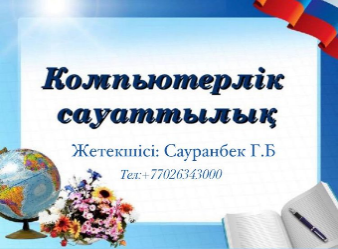 Компьютерлік
сауаттылық
Жетекшісі: Сауранбек Г.Б
Тел:+77026343000